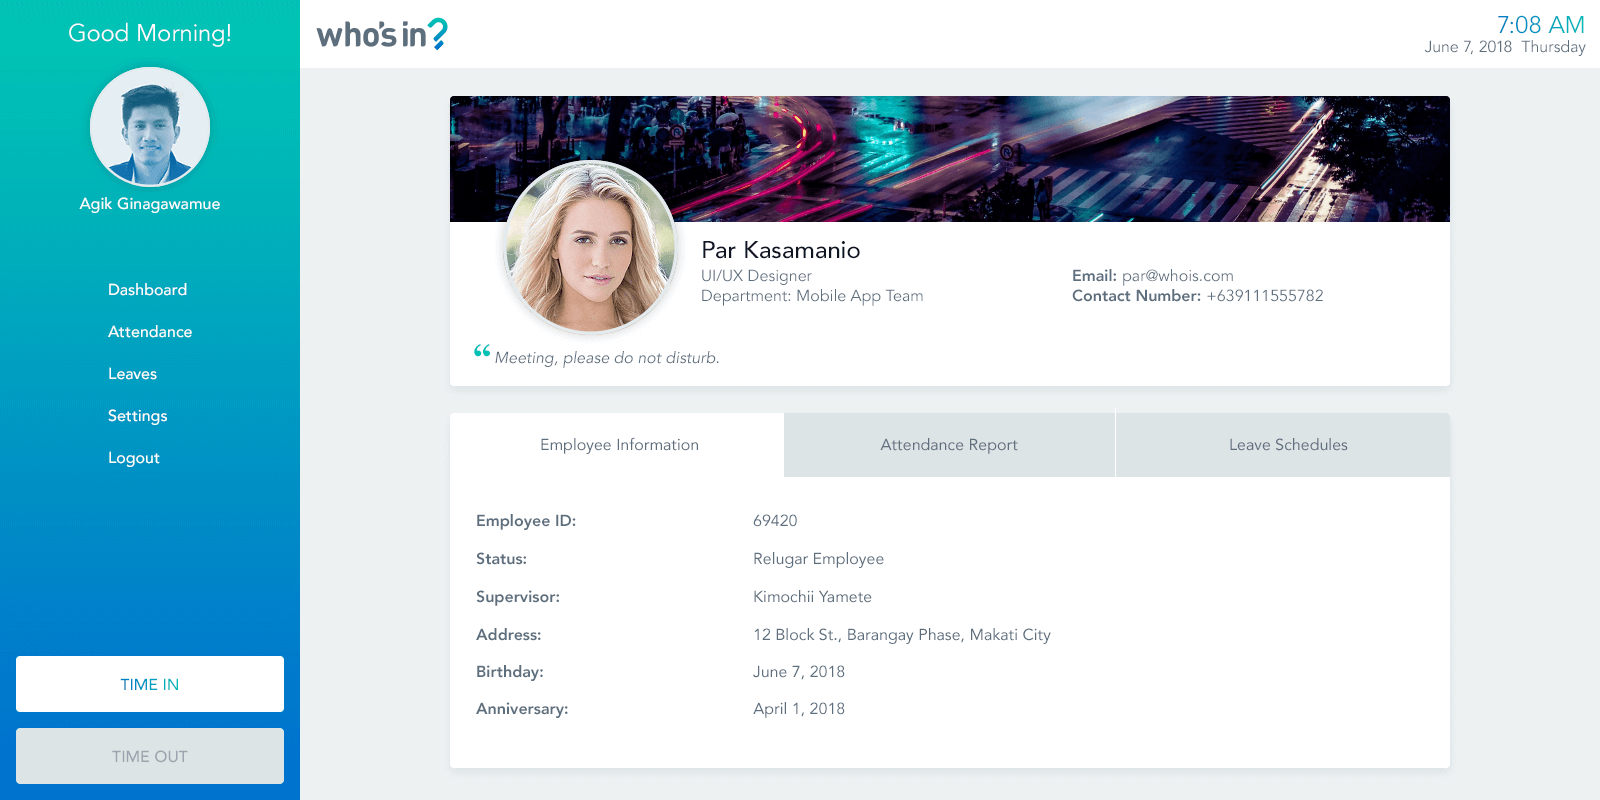 Good Morning!
Agik Ginagawamue
Dashboard
Attendance
Leaves
Settings
Logout
TIME IN
TIME OUT
who's in?
7:08 AM
June 7, 2018 Thursday
Par Kasamanio
UI/UX Designer
Department: Mobile App Team
Email: par@whois.com
Contact Number: +639111555782
“ Meeting, please do not disturb.
Employee Information
Attendance Report
Leave Schedules
Employee ID: 69420
Status: Relugar Employee
Supervisor: Kimochii Yamete
Address: 12 Block St., Barangay Phase, Makati City
Birthday: June 7, 2018
Anniversary: April 1, 2018